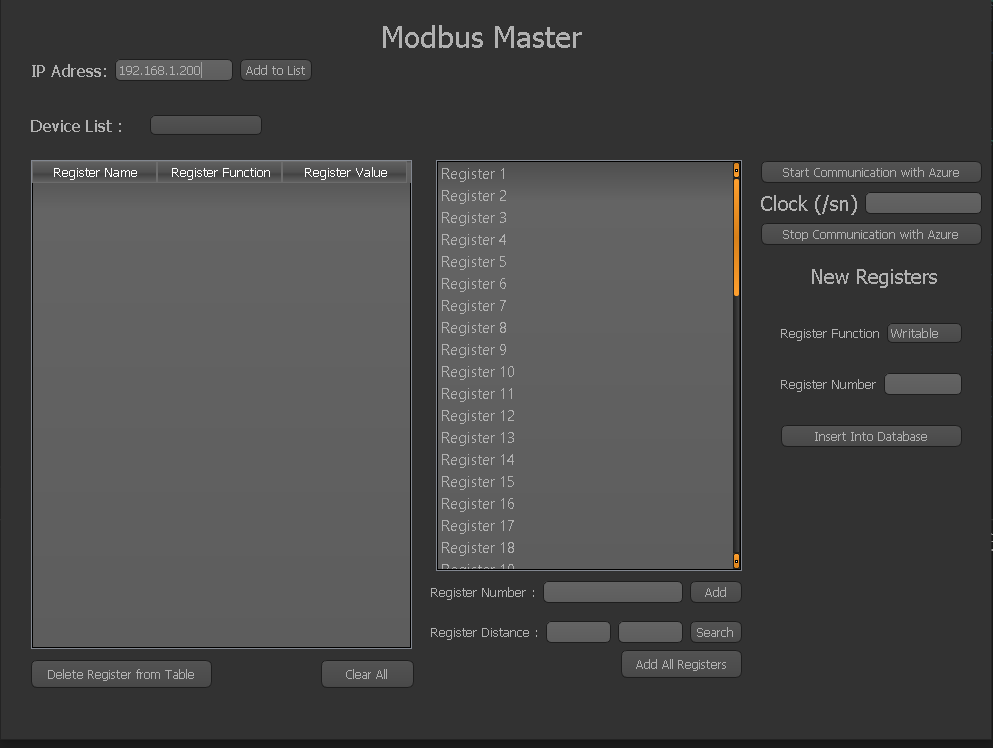 Modbus Master
IP Adress: 192.168.1.200 Add to List
Device List :
Register Name Register Function Register Value
Register 1
Register 2
Register 3
Register 4
Register 5
Register 6
Register 7
Register 8
Register 9
Register 10
Register 11
Register 12
Register 13
Register 14
Register 15
Register 16
Register 17
Register 18
Register 19
Register Number : Add
Register Distance : Search
Add All Registers
Delete Register from Table Clear All
Start Communication with Azure
Clock (/sn)
Stop Communication with Azure
New Registers
Register Function Writable
Register Number
Insert Into Database